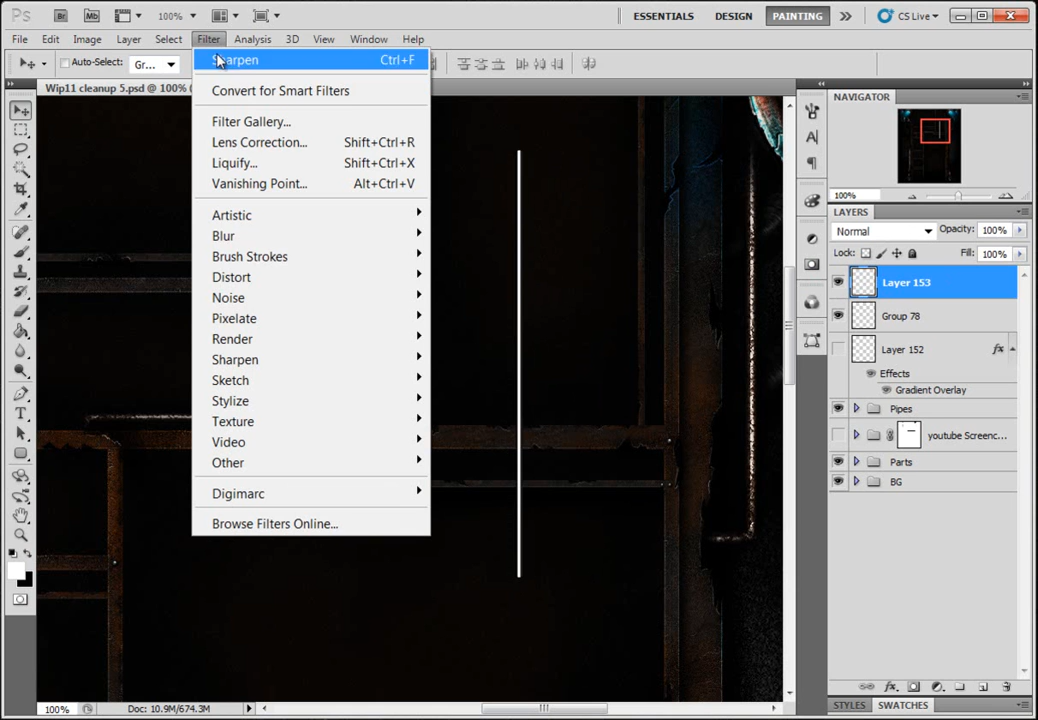 Ps Br Mb 100% ESSENTIALS DESIGN PAINTING CS Live
File Edit Image Layer Select Filter Analysis 3D View Window Help
Auto-Select: Gr...
Sharpen Ctrl+F
Convert for Smart Filters
Filter Gallery...
Lens Correction... Shift+Ctrl+R
Liquify... Shift+Ctrl+X
Vanishing Point... Alt+Ctrl+V
Artistic
Blur
Brush Strokes
Distort
Noise
Pixelate
Render
Sharpen
Sketch
Stylize
Texture
Video
Other
Digimarc
Browse Filters Online...
Wip11 cleanup 5.psd @ 100% (
NAVIGATOR
100%
LAYERS
Normal Opacity: 100%
Lock: Fill: 100%
Layer 153
Group 78
Layer 152 fx
Effects
Gradient Overlay
Pipes
youtube Screenc...
Parts
BG
100% Doc: 10.9M/674.3M
STYLES SWATCHES